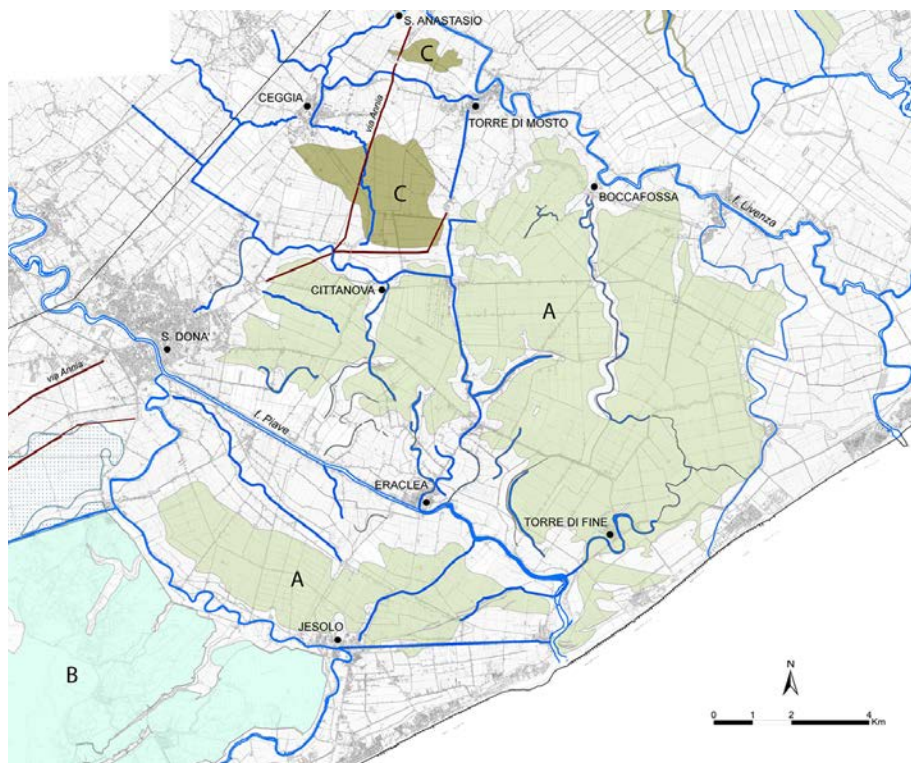 S. ANASTASIO
C
CEGGIA
via Annia
TORRE DI MOSTO
C
BOCCAFOSSA
f. Livenza
CITTANOVA
A
S. DONA'
via Annia
f. Piave
ERACLEA
TORRE DI FINE
A
JESOLO
B
N
0 1 2 4
Km